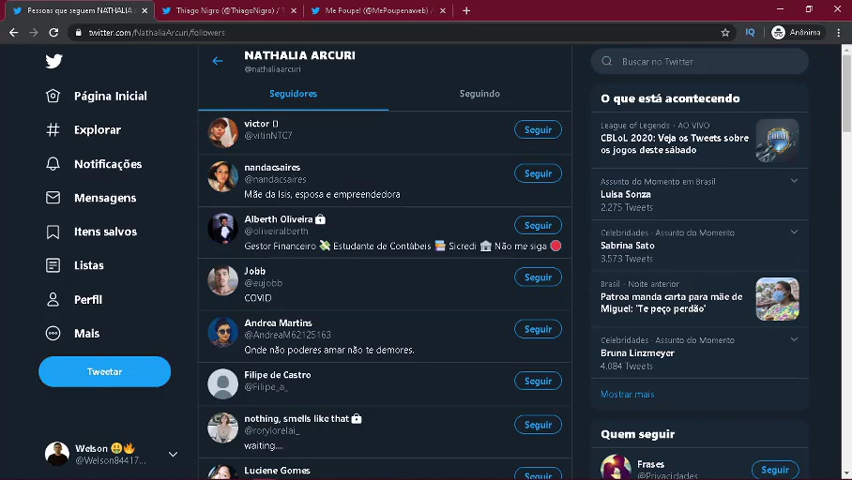 Pessoas que seguem NATHALIA A
Thiago Nigro (@ThiagoNigro) / T
Me Poupe! (@MePoupenaweb) /
twitter.com/NathaliaArcuri/followers
Anônima
Página Inicial
Explorar
Notificações
Mensagens
Itens salvos
Listas
Perfil
Mais
Tweetar
Welson 🤑🔥
@Welson84417...
NATHALIA ARCURI
@nathaliaarcuri
Seguidores
Seguindo
victor ()
@vitinNTC7
Seguir
nandacsaires
@nandacsaires
Mãe da Isis, esposa e empreendedora
Seguir
Alberth Oliveira
@oliveiralberth
Gestor Financeiro 💸 Estudante de Contábeis 📚 Sicredi 🏛 Não me siga 🔴
Seguir
Jobb
@eujobb
COVID
Seguir
Andrea Martins
@AndreaM62125163
Onde não poderes amar não te demores.
Seguir
Filipe de Castro
@Filipe_a_
Seguir
nothing, smells like that
@rorylorelai_
waiting....
Seguir
Luciene Gomes
Seguir
Buscar no Twitter
O que está acontecendo
League of Legends · AO VIVO
CBLoL 2020: Veja os Tweets sobre
os jogos deste sábado
Assunto do Momento em Brasil
Luisa Sonza
2.275 Tweets
Celebridades · Assunto do Momento
Sabrina Sato
3.573 Tweets
Brasil · Noite anterior
Patroa manda carta para mãe de
Miguel: 'Te peço perdão'
Celebridades · Assunto do Momento
Bruna Linzmeyer
4.084 Tweets
Mostrar mais
Quem seguir
Frases
@Privacidades
Seguir